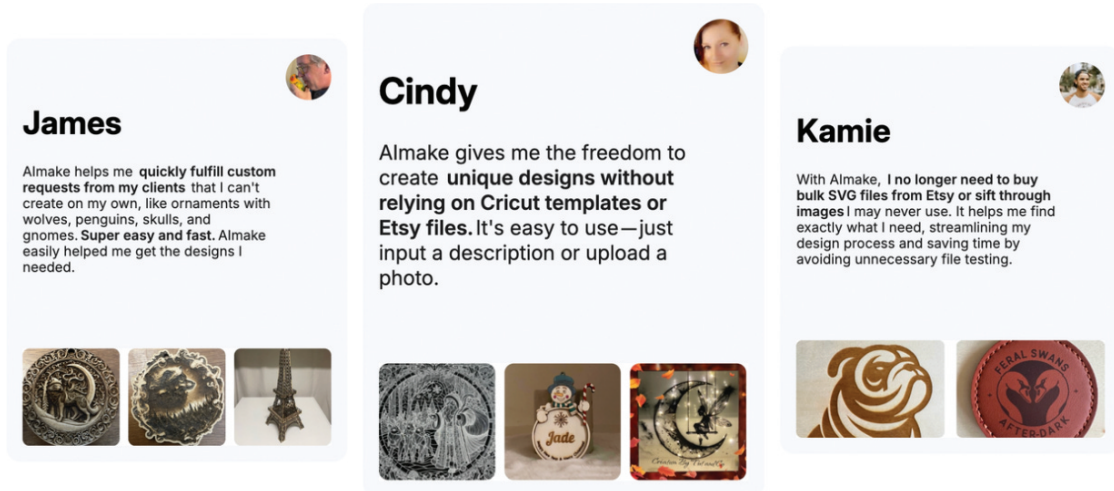 James
AImake helps me quickly fulfill custom
requests from my clients that I can't
create on my own, like ornaments with
wolves, penguins, skulls, and
gnomes. Super easy and fast. AImake
easily helped me get the designs I
needed.
Cindy
AImake gives me the freedom to
create unique designs without
relying on Cricut templates or
Etsy files. It's easy to use—just
input a description or upload a
photo.
Jade
Kamie
With AImake, I no longer need to buy
bulk SVG files from Etsy or sift through
images I may never use. It helps me find
exactly what I need, streamlining my
design process and saving time by
avoiding unnecessary file testing.
FERAL SWANS
AFTER DARK